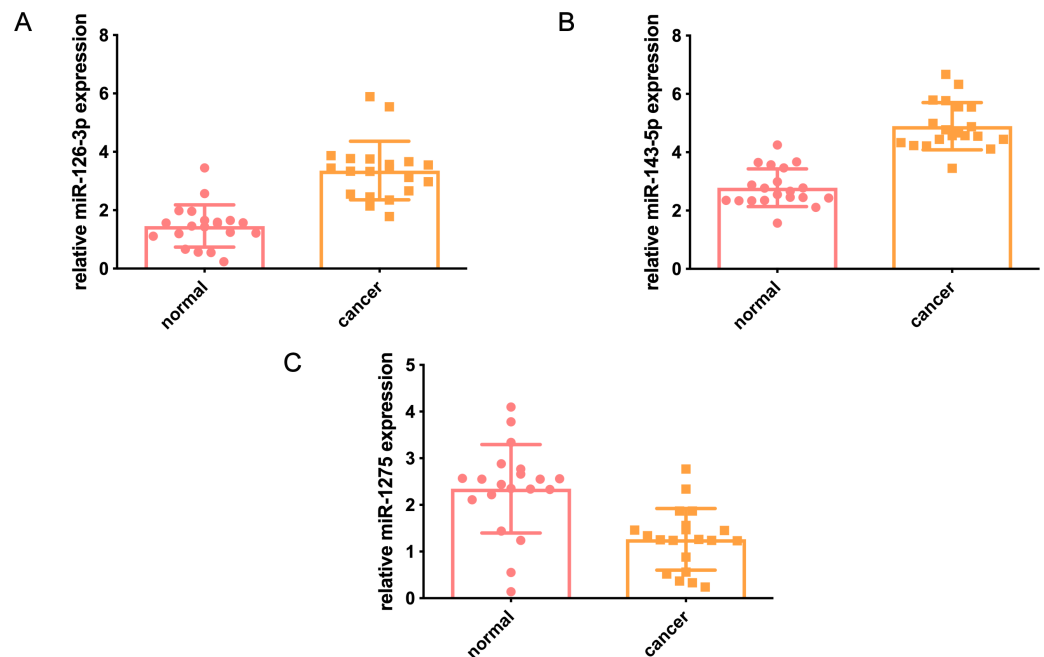 A
relative miR-126-3p expression
8
6
4
2
0
normal
cancer
B
relative miR-143-5p expression
8
6
4
2
0
normal
cancer
C
relative miR-1275 expression
5
4
3
2
1
0
normal
cancer